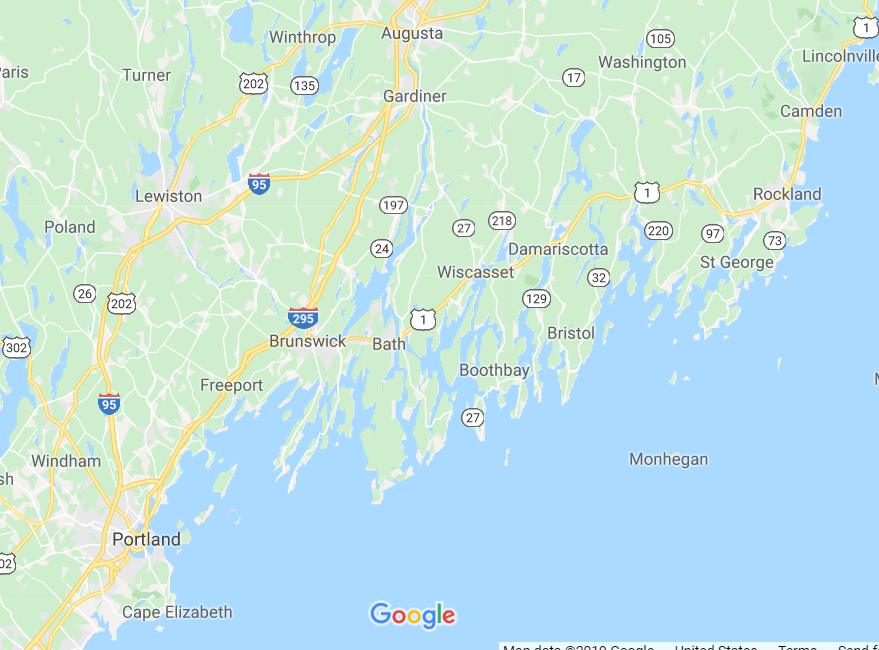 Winthrop
Augusta
1
105
Lincolnville
Washington
Paris
Turner
202
135
17
Gardiner
Camden
95
Lewiston
197
1
Rockland
Poland
27
218
220
97
73
24
Damariscotta
St George
Wiscasset
32
26
202
129
295
1
Bristol
Brunswick
Bath
302
Freeport
Boothbay
95
27
Windham
Monhegan
sh
Portland
02
Cape Elizabeth
Google
Map data ©2019 Google United States Terms Send f